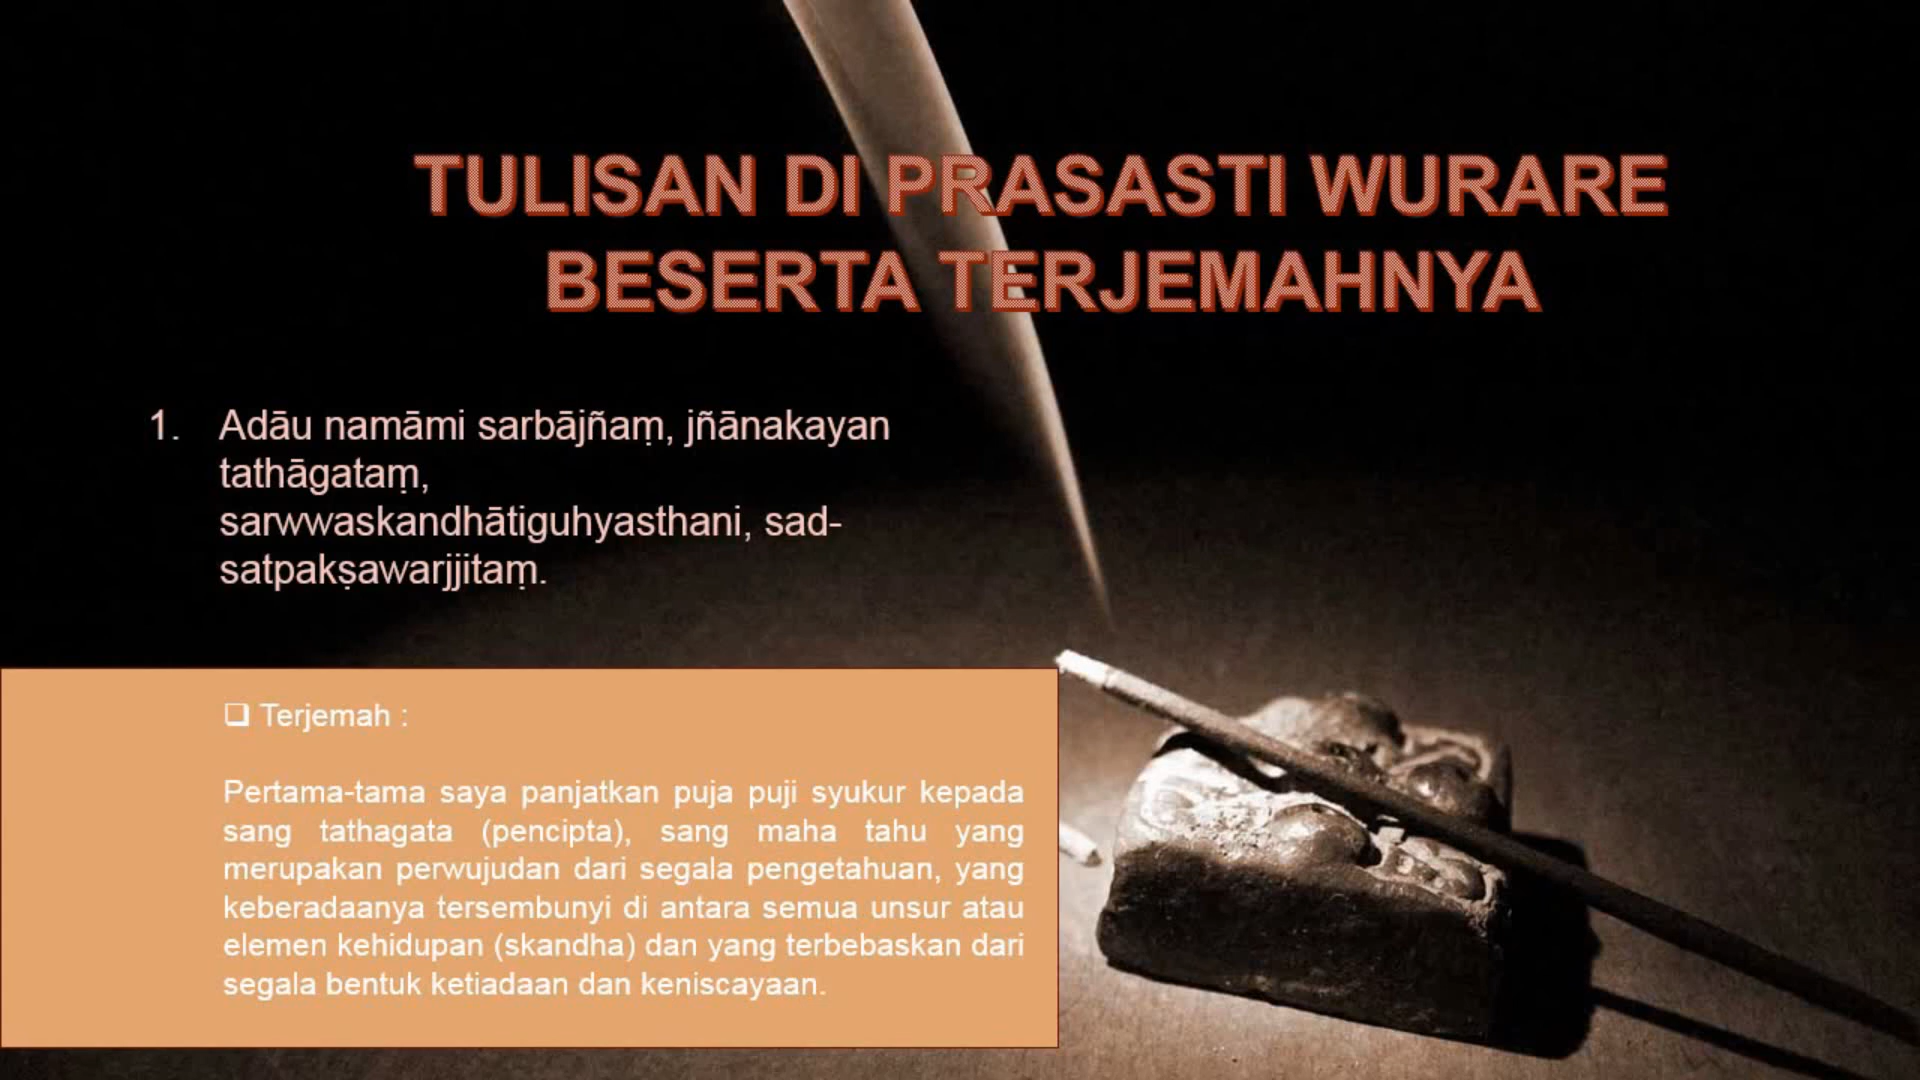 TULISAN DI PRASASTI WURARE
BESERTA TERJEMAHNYA
1. Adāu namāmi sarbājñaṃ, jñānakayan
tathāgataṃ,
sarwwaskandhātiguhyasthani, sad-
satpakṣawarjjitaṃ.
❑ Terjemah :
Pertama-tama saya panjatkan puja puji syukur kepada
sang tathagata (pencipta), sang maha tahu yang
merupakan perwujudan dari segala pengetahuan, yang
keberadaanya tersembunyi di antara semua unsur atau
elemen kehidupan (skandha) dan yang terbebaskan dari
segala bentuk ketiadaan dan keniscayaan.